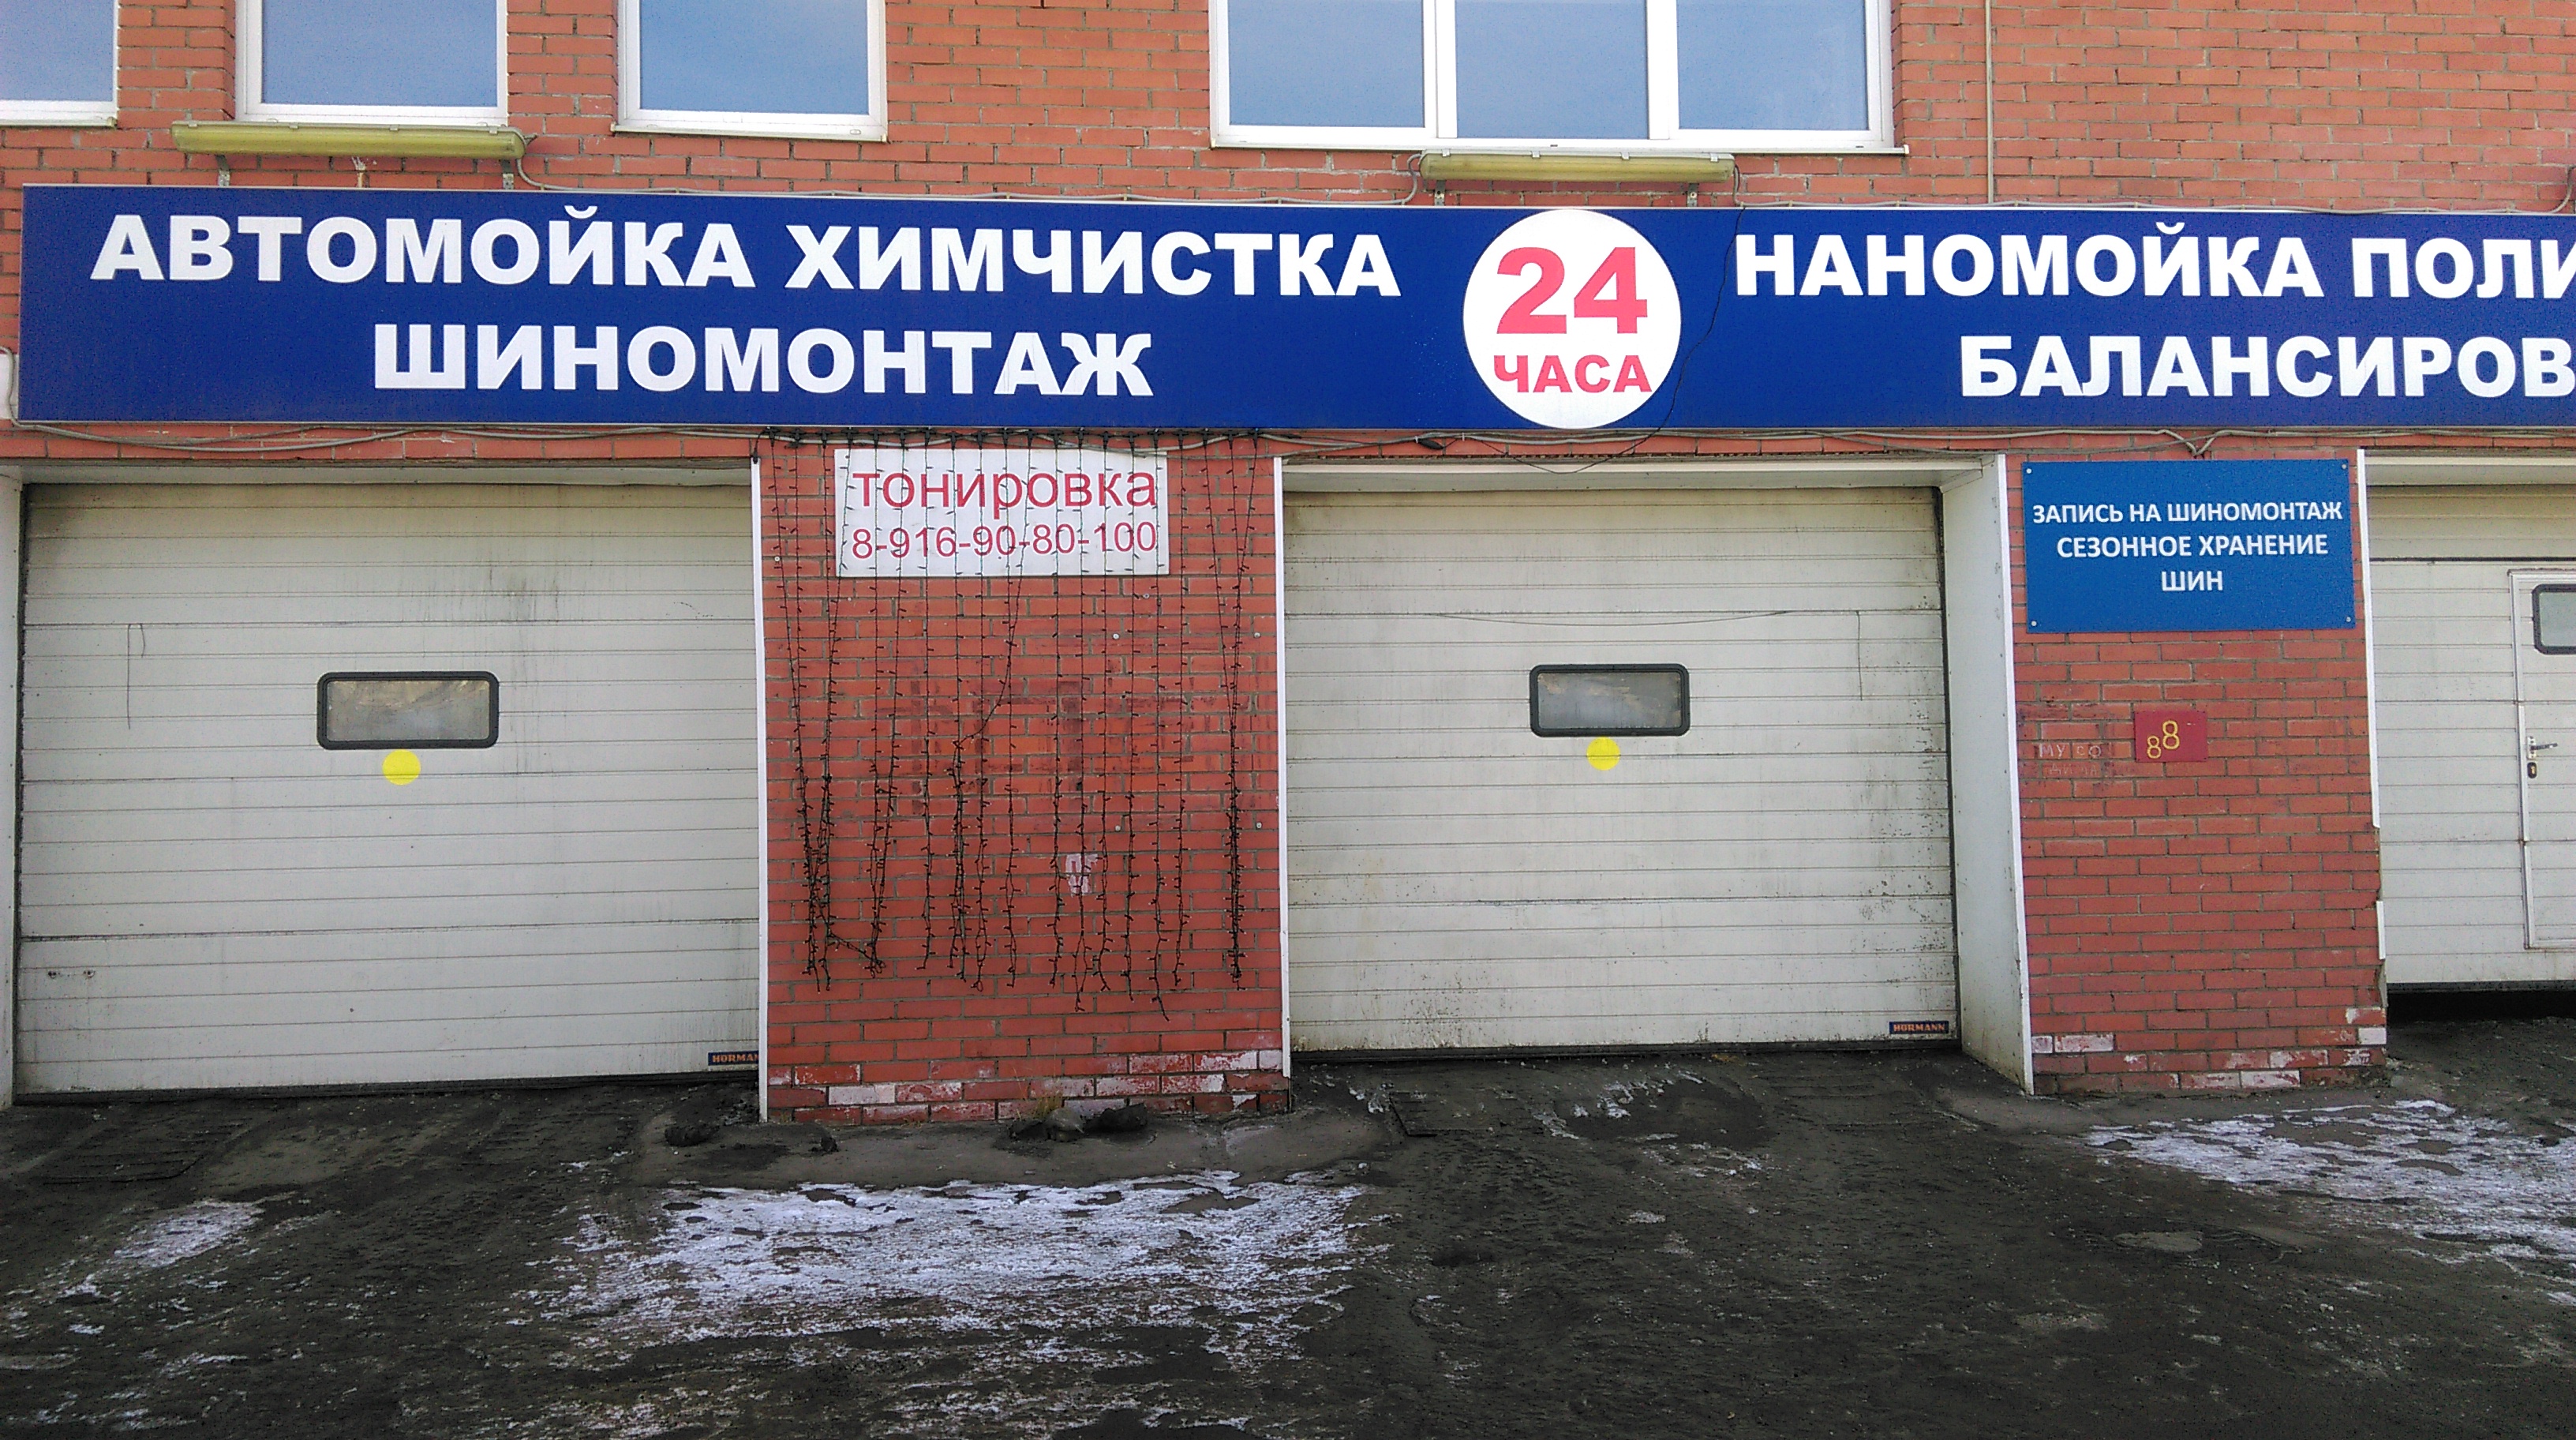 АВТОМОЙКА ХИМЧИСТКА
ШИНОМОНТАЖ
24
ЧАСА
НАНОМОЙКА ПОЛИ
БАЛАНСИРОВ
тонировка
8-916-90-80-100
ЗАПИСЬ НА ШИНОМОНТАЖ
СЕЗОННОЕ ХРАНЕНИЕ
ШИН
88
HÖRMANN
HÖRMANN